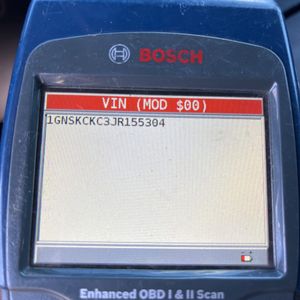 BOSCH
VIN (MOD $00)
1GNSKCKC3JR155304
Enhanced OBD I & II Scan